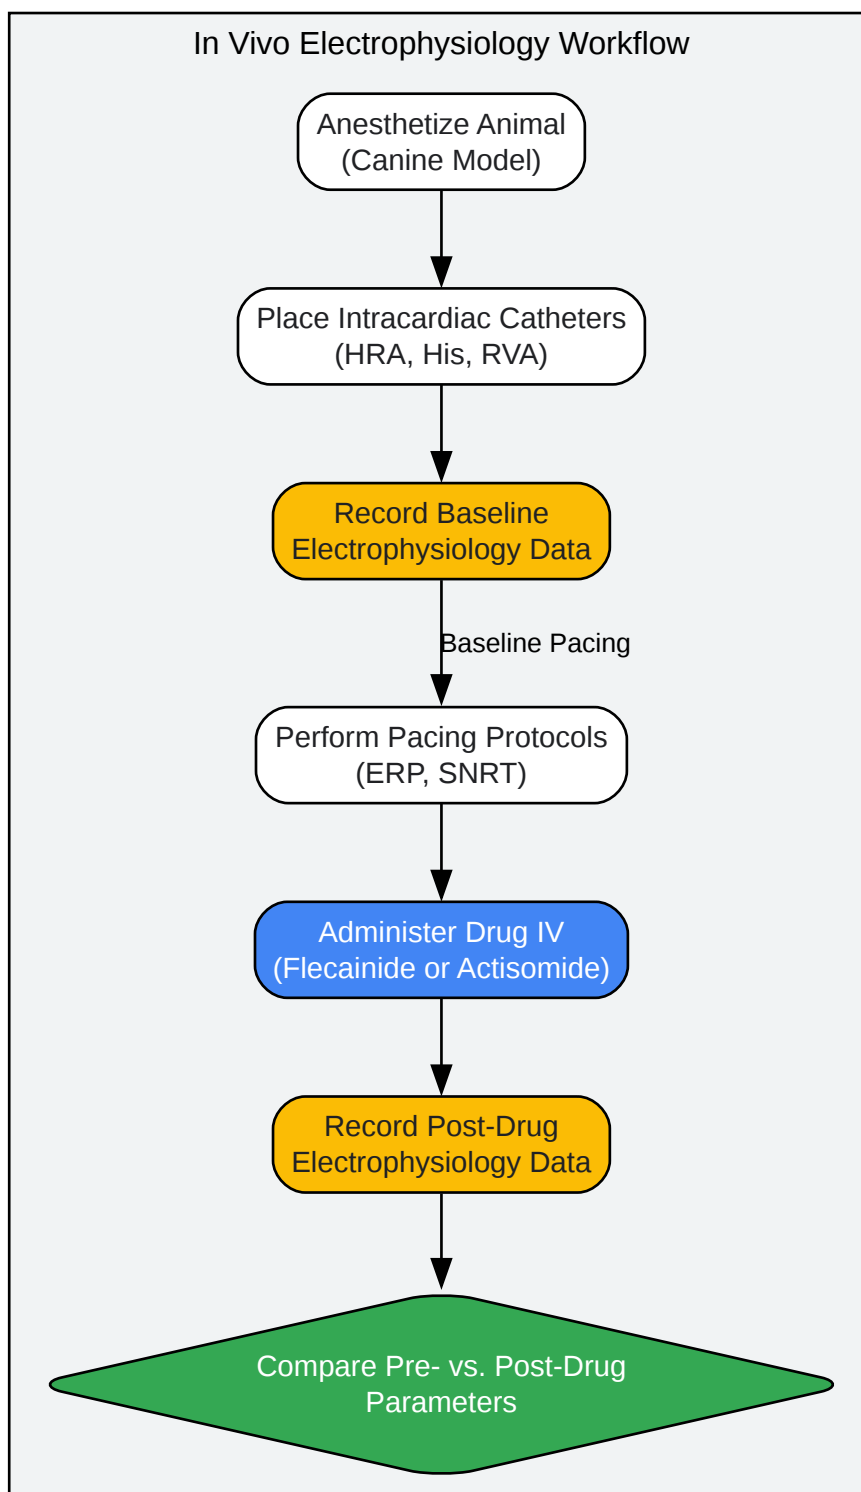 In Vivo Electrophysiology Workflow
Anesthetize Animal
(Canine Model)
Place Intracardiac Catheters
(HRA, His, RVA)
Record Baseline
Electrophysiology Data
Baseline Pacing
Perform Pacing Protocols
(ERP, SNRT)
Administer Drug IV
(Flecainide or Actisomide)
Record Post-Drug
Electrophysiology Data
Compare Pre- vs. Post-Drug
Parameters